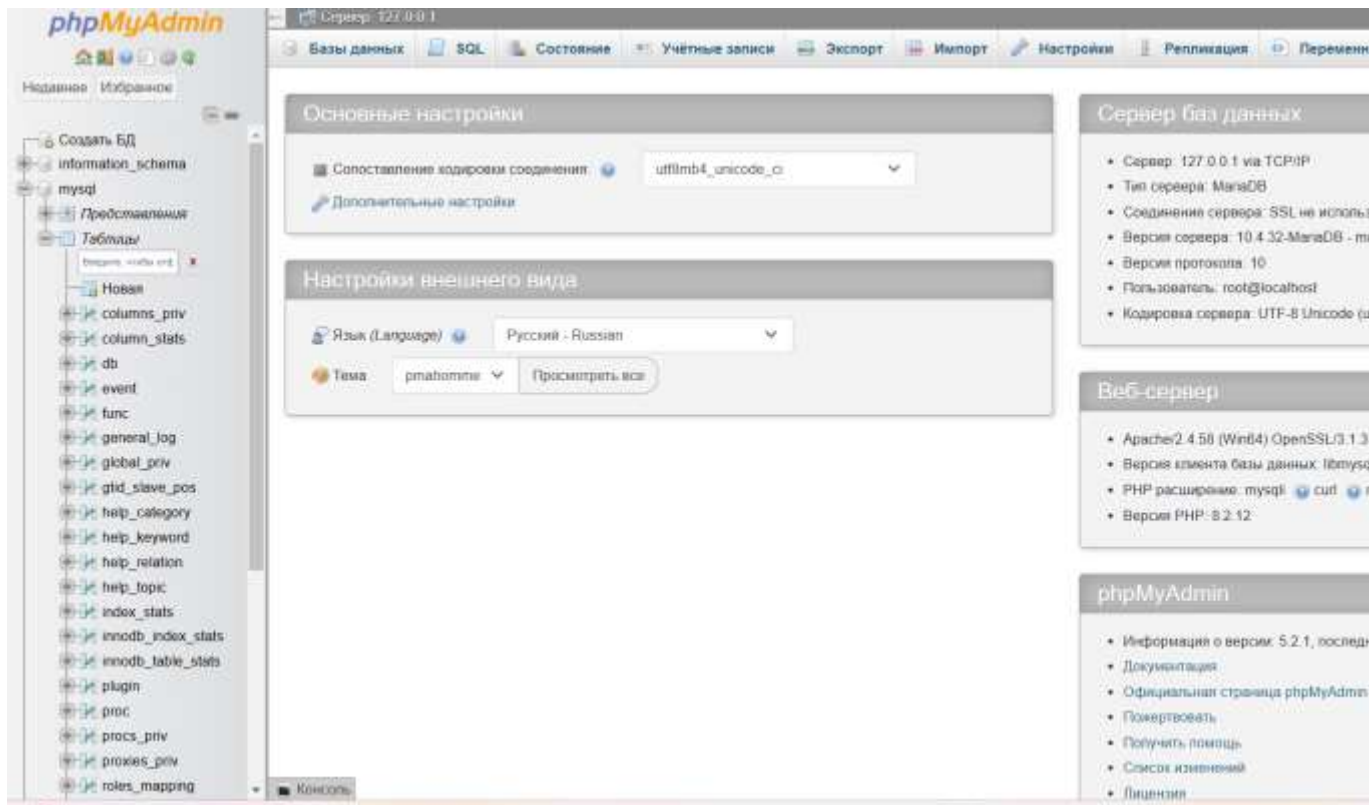 phpMyAdmin
Недавнее Избранное
Создать БД
information_schema
mysql
Представления
Таблицы
Новая
columns_priv
column_stats
db
event
func
general_log
global_priv
gtid_slave_pos
help_category
help_keyword
help_relation
help_topic
index_stats
innodb_index_stats
innodb_table_stats
plugin
proc
procs_priv
proxies_priv
roles_mapping
Сервер: 127.0.0.1
Базы данных SQL Состояние Учётные записи Экспорт Импорт Настройки Репликация Переменн
Основные настройки
Сопоставление кодировки соединения utf8mb4_unicode_ci
Дополнительные настройки
Настройки внешнего вида
Язык (Language) Русский - Russian
Тема pmahomme Просмотреть все
Консоль
Сервер баз данных
Сервер: 127.0.0.1 via TCP/IP
Тип сервера: MariaDB
Соединение сервера: SSL не использ
Версия сервера: 10.4.32-MariaDB - ma
Версия протокола: 10
Пользователь: root@localhost
Кодировка сервера: UTF-8 Unicode (u
Веб-сервер
Apache/2.4.58 (Win64) OpenSSL/3.1.3
Версия клиента базы данных: libmysq
PHP расширение: mysqli curl
Версия PHP: 8.2.12
phpMyAdmin
Информация о версии: 5.2.1, последн
Документация
Официальная страница phpMyAdmin
Пожертвовать
Получить помощь
Список изменений
Лицензия